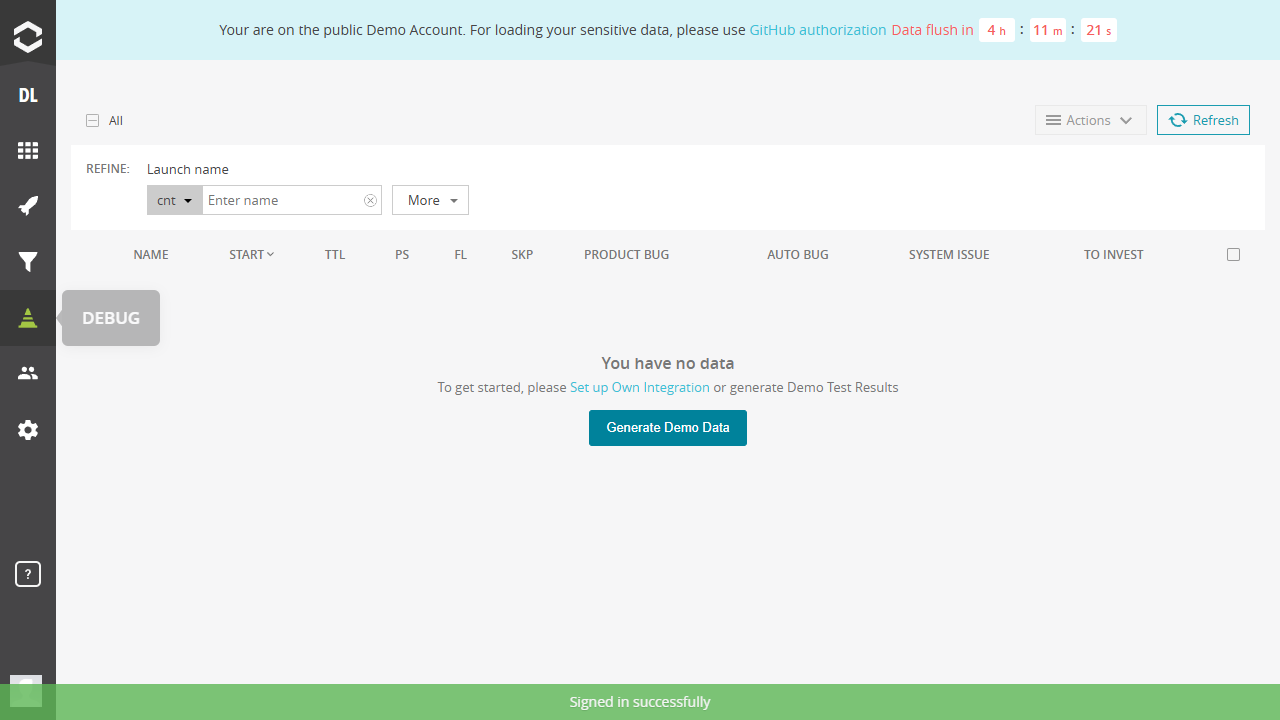 Your are on the public Demo Account. For loading your sensitive data, please use GitHub authorization Data flush in 4 h : 11 m : 21 s
DL
All
Actions
Refresh
REFINE:
Launch name
cnt
Enter name
More
NAME START TTL PS FL SKP PRODUCT BUG AUTO BUG SYSTEM ISSUE TO INVEST
DEBUG
You have no data
To get started, please Set up Own Integration or generate Demo Test Results
Generate Demo Data
?
Signed in successfully